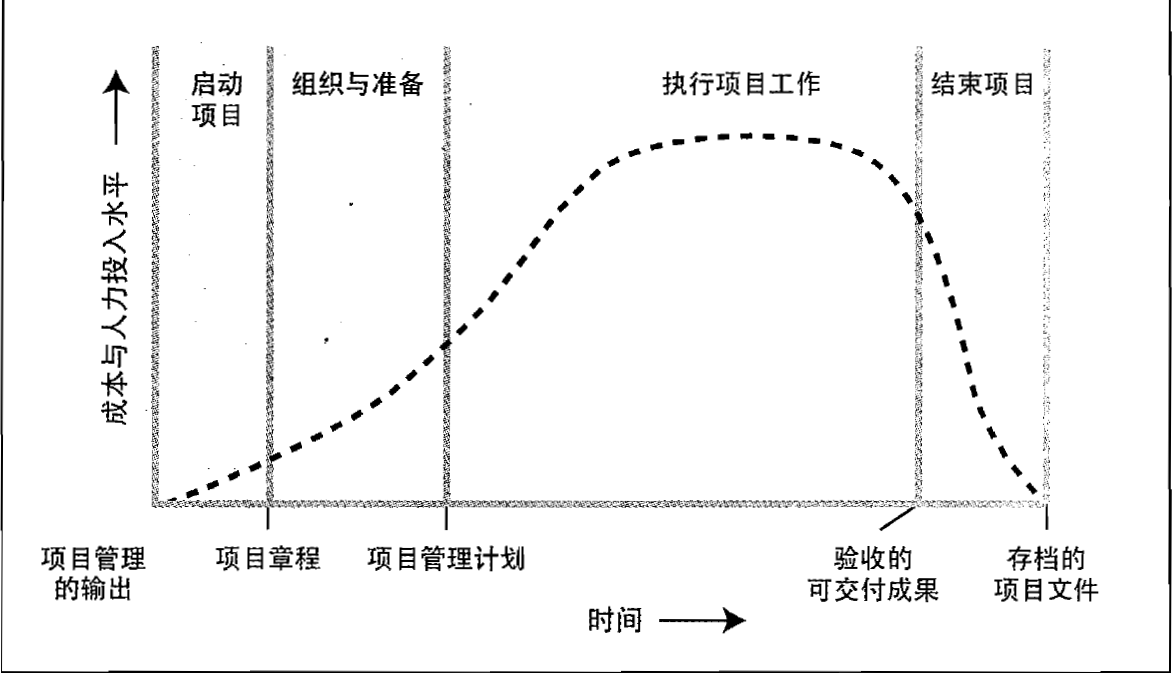 启动
项目
组织与准备
执行项目工作
结束项目
成本与人力投入水平
项目管理
的输出
项目章程
项目管理计划
验收的
可交付成果
存档的
项目文件
时间